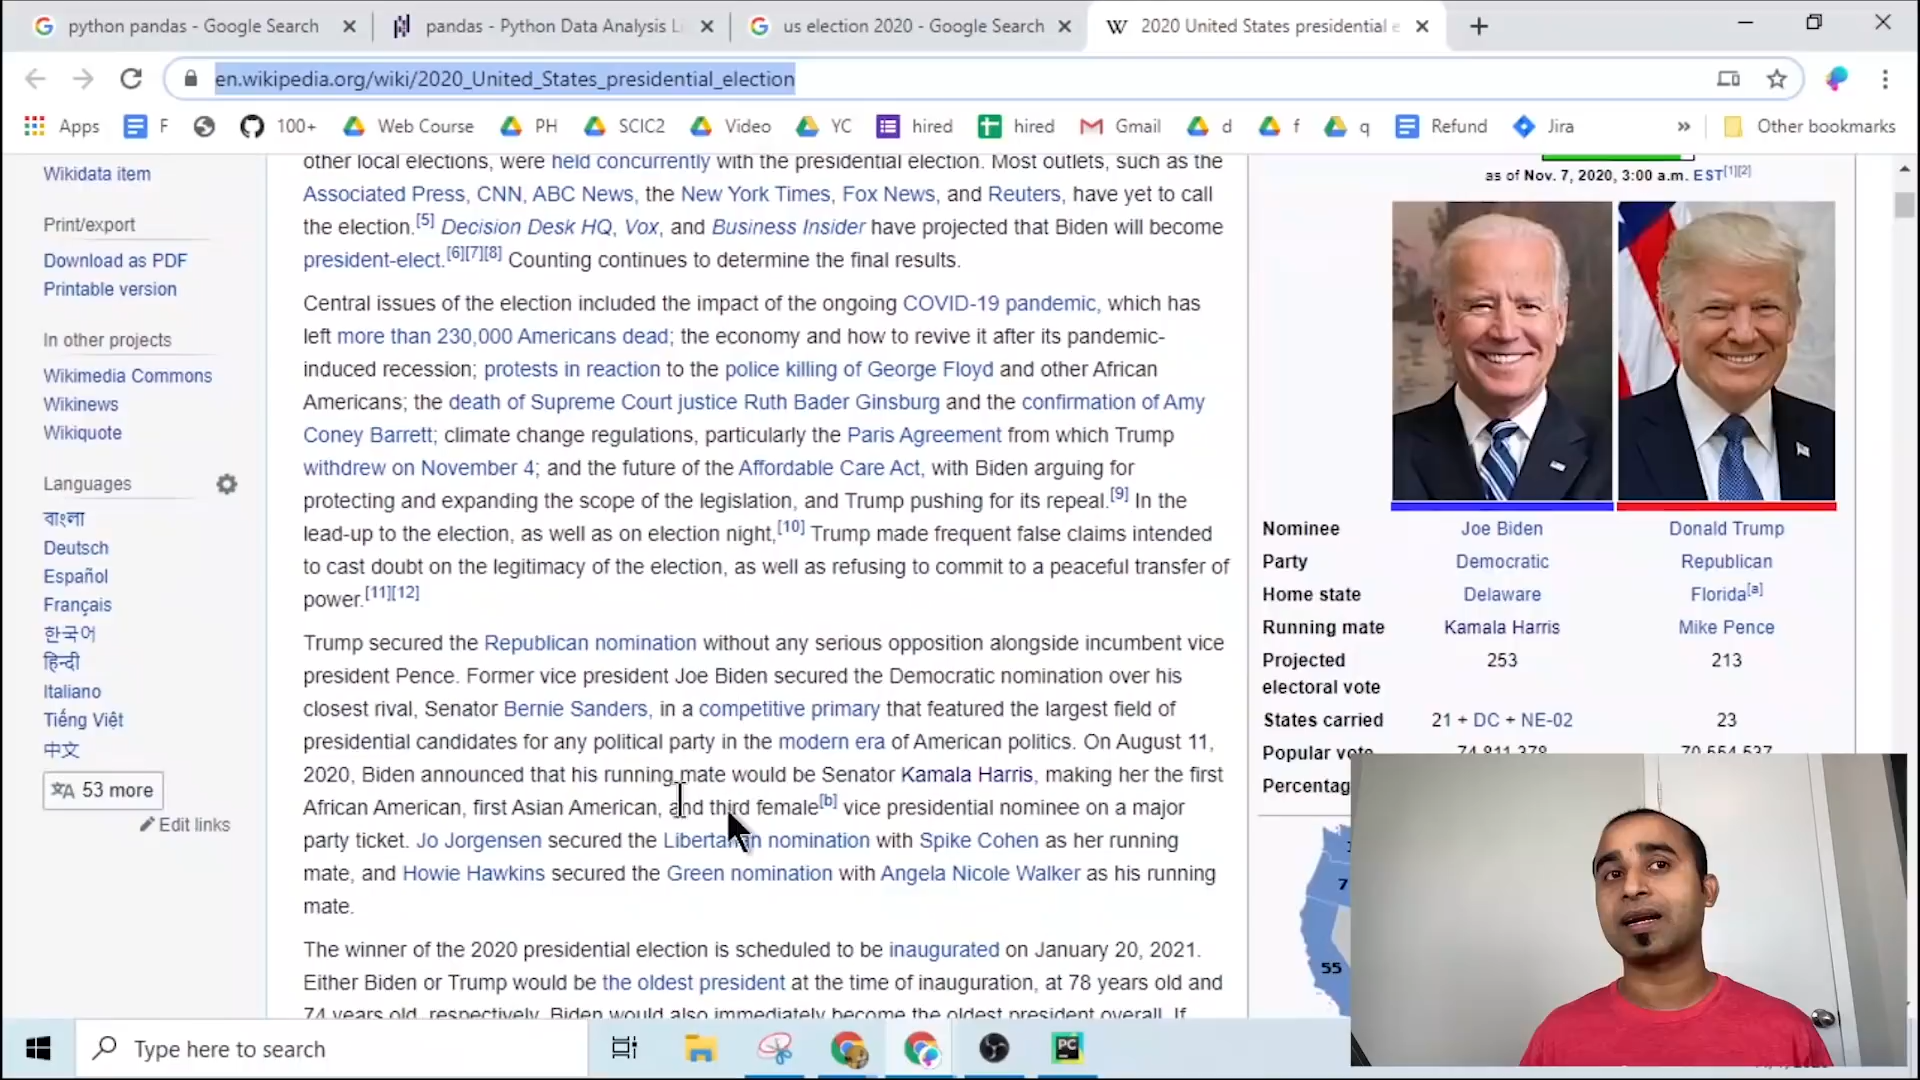 python pandas - Google Search
pandas - Python Data Analysis Li
us election 2020 - Google Search
2020 United States presidential e
en.wikipedia.org/wiki/2020_United_States_presidential_election
Apps
F
100+
Web Course
PH
SCIC2
Video
YC
hired
hired
Gmail
d
f
q
Refund
Jira
»
Other bookmarks
Wikidata item
Print/export
Download as PDF
Printable version
In other projects
Wikimedia Commons
Wikinews
Wikiquote
Languages
বাংলা
Deutsch
Español
Français
한국어
हिन्दी
Italiano
Tiếng Việt
中文
53 more
Edit links
other local elections, were held concurrently with the presidential election. Most outlets, such as the
Associated Press, CNN, ABC News, the New York Times, Fox News, and Reuters, have yet to call
the election.[5] Decision Desk HQ, Vox, and Business Insider have projected that Biden will become
president-elect.[6][7][8] Counting continues to determine the final results.
Central issues of the election included the impact of the ongoing COVID-19 pandemic, which has
left more than 230,000 Americans dead; the economy and how to revive it after its pandemic-
induced recession; protests in reaction to the police killing of George Floyd and other African
Americans; the death of Supreme Court justice Ruth Bader Ginsburg and the confirmation of Amy
Coney Barrett; climate change regulations, particularly the Paris Agreement from which Trump
withdrew on November 4; and the future of the Affordable Care Act, with Biden arguing for
protecting and expanding the scope of the legislation, and Trump pushing for its repeal.[9] In the
lead-up to the election, as well as on election night,[10] Trump made frequent false claims intended
to cast doubt on the legitimacy of the election, as well as refusing to commit to a peaceful transfer of
power.[11][12]
Trump secured the Republican nomination without any serious opposition alongside incumbent vice
president Pence. Former vice president Joe Biden secured the Democratic nomination over his
closest rival, Senator Bernie Sanders, in a competitive primary that featured the largest field of
presidential candidates for any political party in the modern era of American politics. On August 11,
2020, Biden announced that his running mate would be Senator Kamala Harris, making her the first
African American, first Asian American, and third female[b] vice presidential nominee on a major
party ticket. Jo Jorgensen secured the Libertarian nomination with Spike Cohen as her running
mate, and Howie Hawkins secured the Green nomination with Angela Nicole Walker as his running
mate.
The winner of the 2020 presidential election is scheduled to be inaugurated on January 20, 2021.
Either Biden or Trump would be the oldest president at the time of inauguration, at 78 years old and
74 years old, respectively. Biden would also immediately become the oldest president overall. If
as of Nov. 7, 2020, 3:00 a.m. EST[1][2]
Nominee Joe Biden Donald Trump
Party Democratic Republican
Home state Delaware Florida[a]
Running mate Kamala Harris Mike Pence
Projected 253 213
electoral vote
States carried 21 + DC + NE-02 23
Popular vote 74,811,378 70,554,537
Percentag
7
55
Type here to search
PC